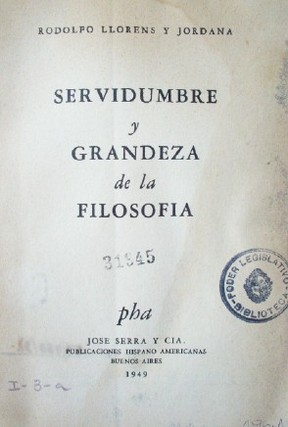 RODOLFO LLORENS Y JORDANA
SERVIDUMBRE
y
GRANDEZA
de la
FILOSOFIA
31845
PODER LEGISLATIVO
BIBLIOTECA
pha
JOSE SERRA Y CIA.
PUBLICACIONES HISPANO AMERICANAS
BUENOS AIRES
1949
I-3-a